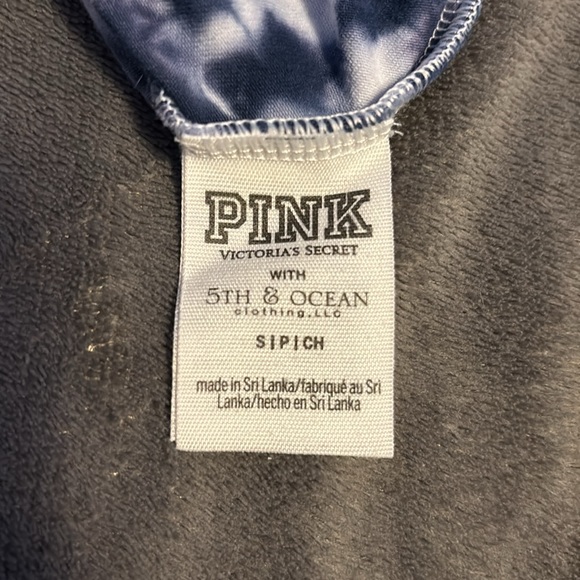 PINK
VICTORIA'S SECRET
WITH
5TH & OCEAN
clothing, LLC
S|P|CH
made in Sri Lanka/fabriqué au Sri
Lanka/hecho en Sri Lanka